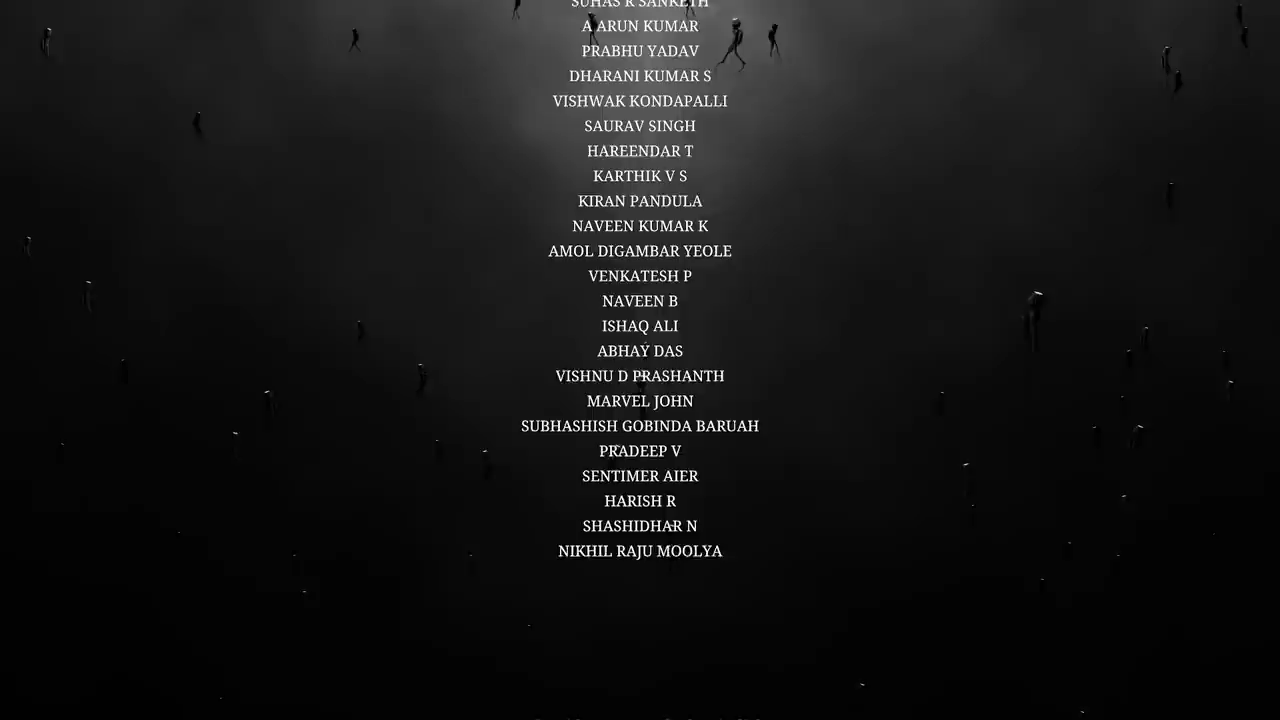 SUHAS R SANKETH
A ARUN KUMAR
PRABHU YADAV
DHARANI KUMAR S
VISHWAK KONDAPALLI
SAURAV SINGH
HAREENDAR T
KARTHIK V S
KIRAN PANDULA
NAVEEN KUMAR K
AMOL DIGAMBAR YEOLE
VENKATESH P
NAVEEN B
ISHAQ ALI
ABHAY DAS
VISHNU D PRASHANTH
MARVEL JOHN
SUBHASHISH GOBINDA BARUAH
PRADEEP V
SENTIMER AIER
HARISH R
SHASHIDHAR N
NIKHIL RAJU MOOLYA